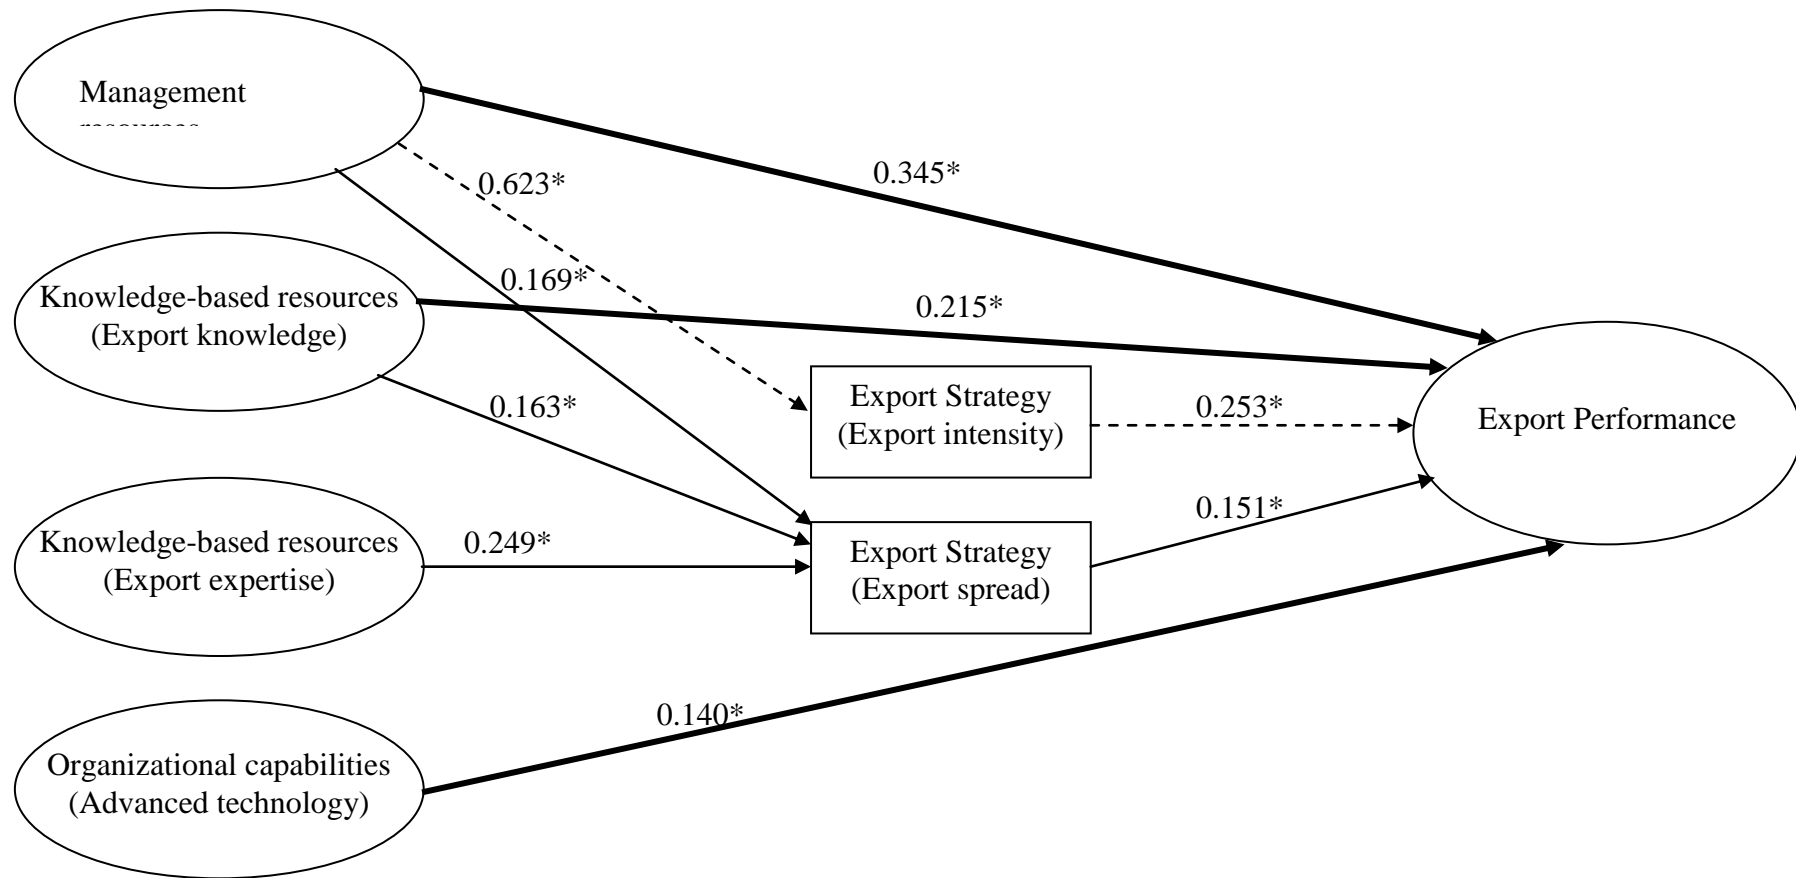 Management
0.345*
0.623*
0.169*
Knowledge-based resources
(Export knowledge)
0.215*
0.163*
Export Strategy
(Export intensity)
0.253*
Export Performance
Knowledge-based resources
(Export expertise)
0.249*
Export Strategy
(Export spread)
0.151*
0.140*
Organizational capabilities
(Advanced technology)